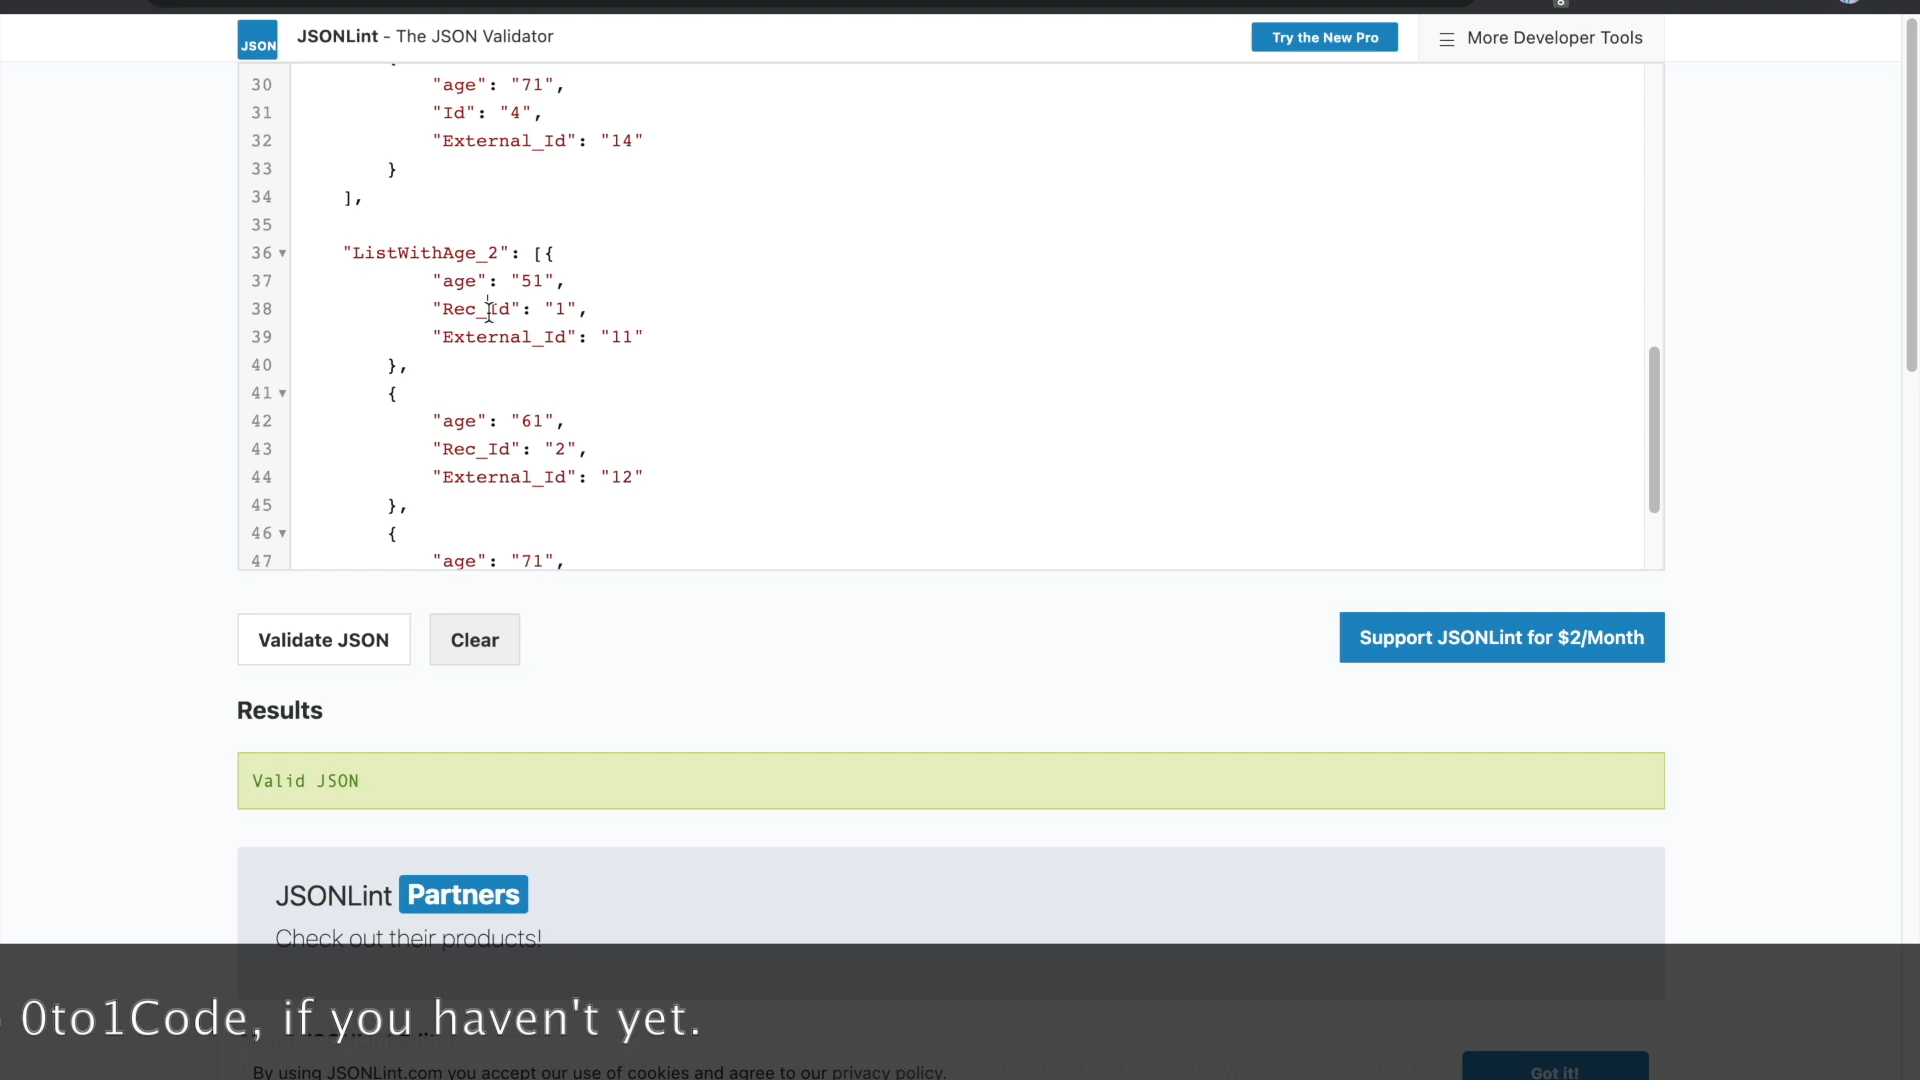 JSON
JSONLint - The JSON Validator
Try the New Pro
More Developer Tools
30 "age": "71",
31 "Id": "4",
32 "External_Id": "14"
33 }
34 ],
35
36 "ListWithAge_2": [{
37 "age": "51",
38 "Rec_Id": "1",
39 "External_Id": "11"
40 },
41 {
42 "age": "61",
43 "Rec_Id": "2",
44 "External_Id": "12"
45 },
46 {
47 "age": "71",
Validate JSON
Clear
Support JSONLint for $2/Month
Results
Valid JSON
JSONLint Partners
Check out their products!
0to1Code, if you haven't yet.
By using JSONLint.com you accept our use of cookies and agree to our privacy policy.
Got it!